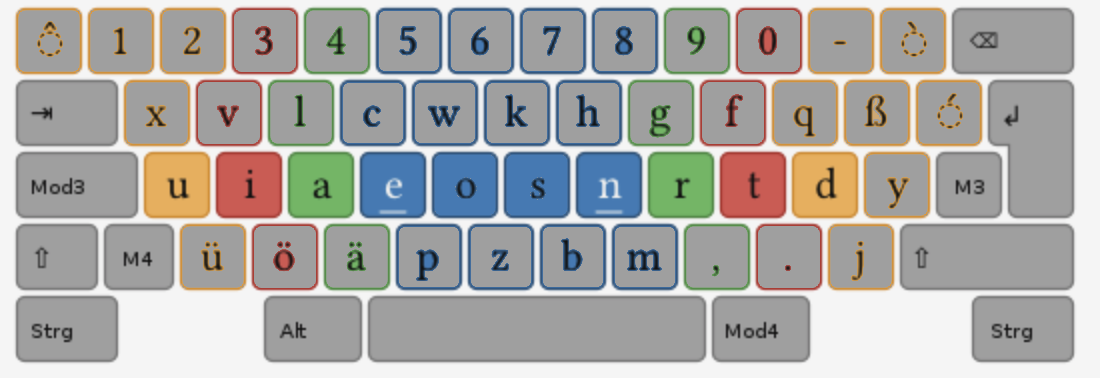 ◌̂ 1 2 3 4 5 6 7 8 9 0 - ◌̀ ⌫
⇥ x v l c w k h g f q ß ◌́ ↲
Mod3 u i a e o s n r t d y M3
⇧ M4 ü ö ä p z b m , . j ⇧
Strg Alt Mod4 Strg